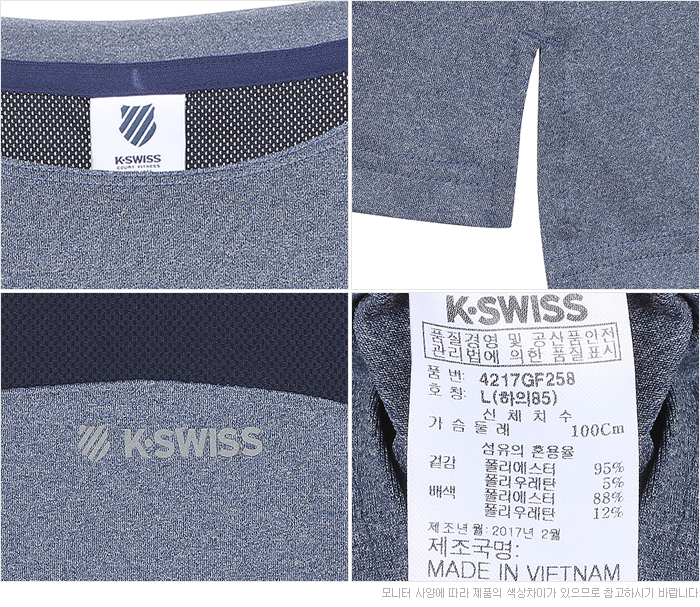 K·SWISS
COURT FITNESS
K·SWISS
K·SWISS
품질경영 및 공산품안전
관리법에 의한 품질표시
품 번: 4217GF258
호 칭: L(하의85)
신 체 치 수
가 슴 둘 레 100Cm
섬유의 혼용율
겉감 폴리에스터 95%
폴리우레탄 5%
배색 폴리에스터 88%
폴리우레탄 12%
제조년월: 2017년 2월
제조국명:
MADE IN VIETNAM
모니터 사양에 따라 제품의 색상차이가 있으므로 참고하시기 바랍니다